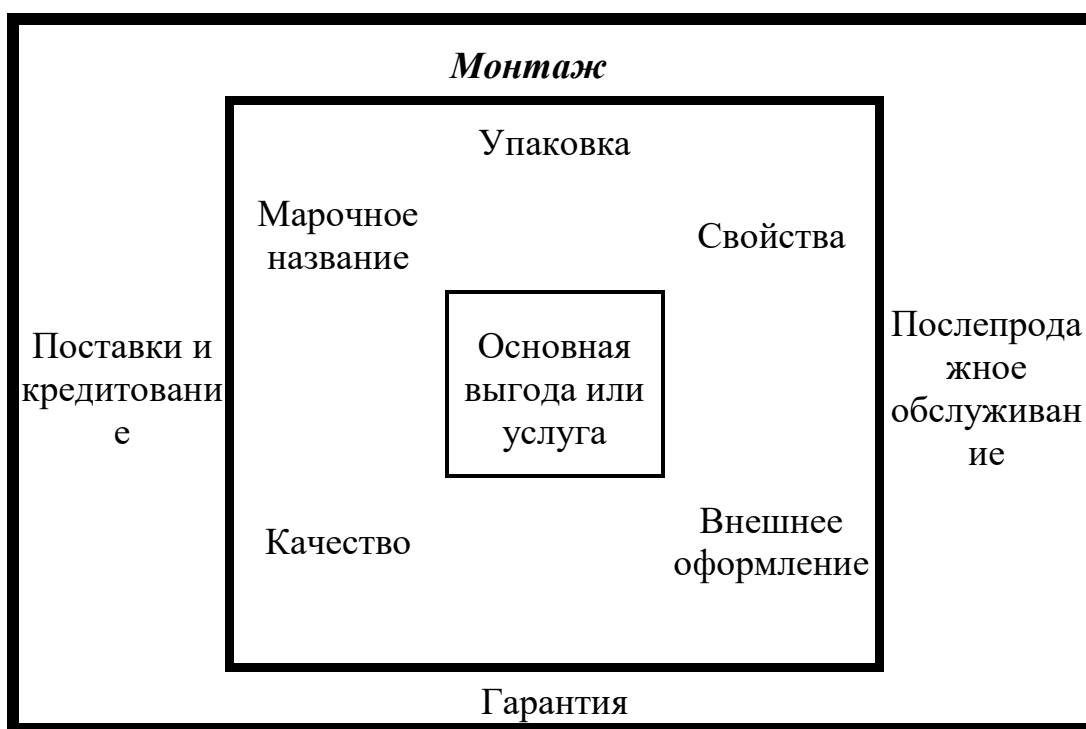 Монтаж
Упаковка
Марочное
название
Свойства
Поставки и
кредитовани
е
Основная
выгода или
услуга
Послепрода
жное
обслуживан
ие
Качество
Внешнее
оформление
Гарантия